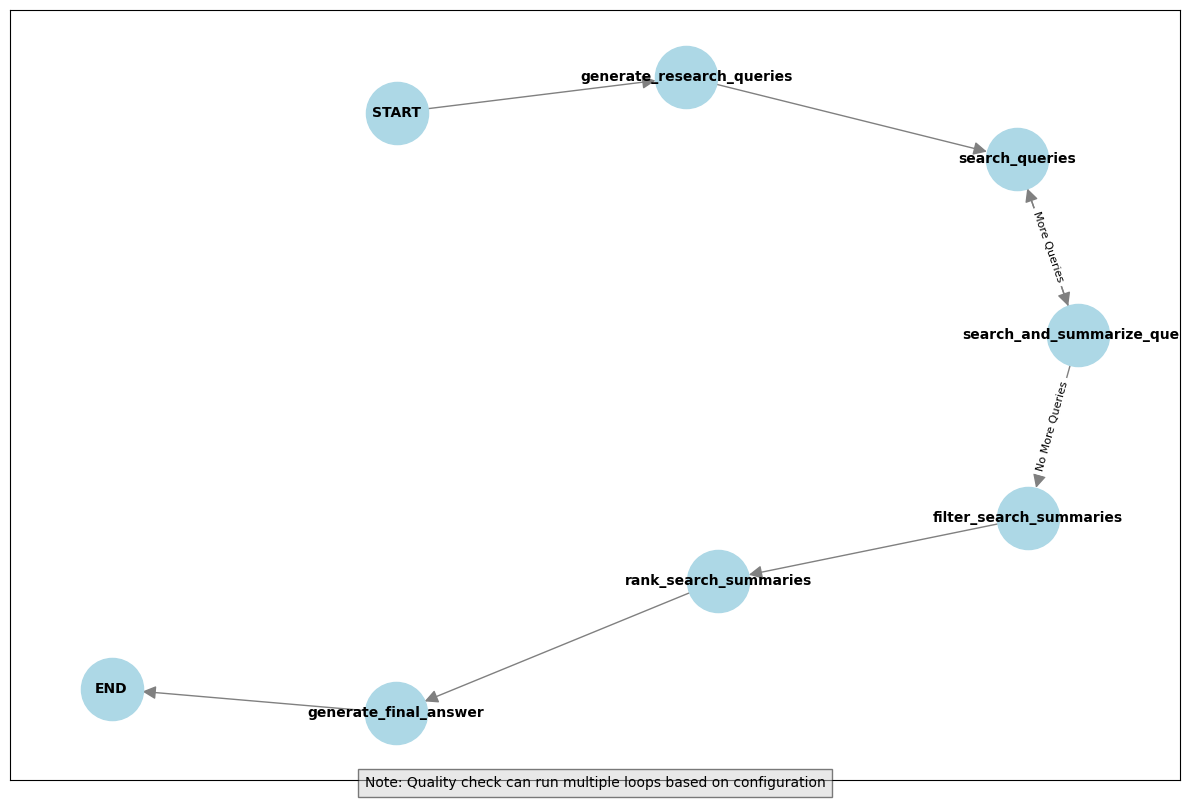 generate_research_queries
START
search_queries
More Queries
search_and_summarize_que
No More Queries
filter_search_summaries
rank_search_summaries
END
generate_final_answer
Note: Quality check can run multiple loops based on configuration